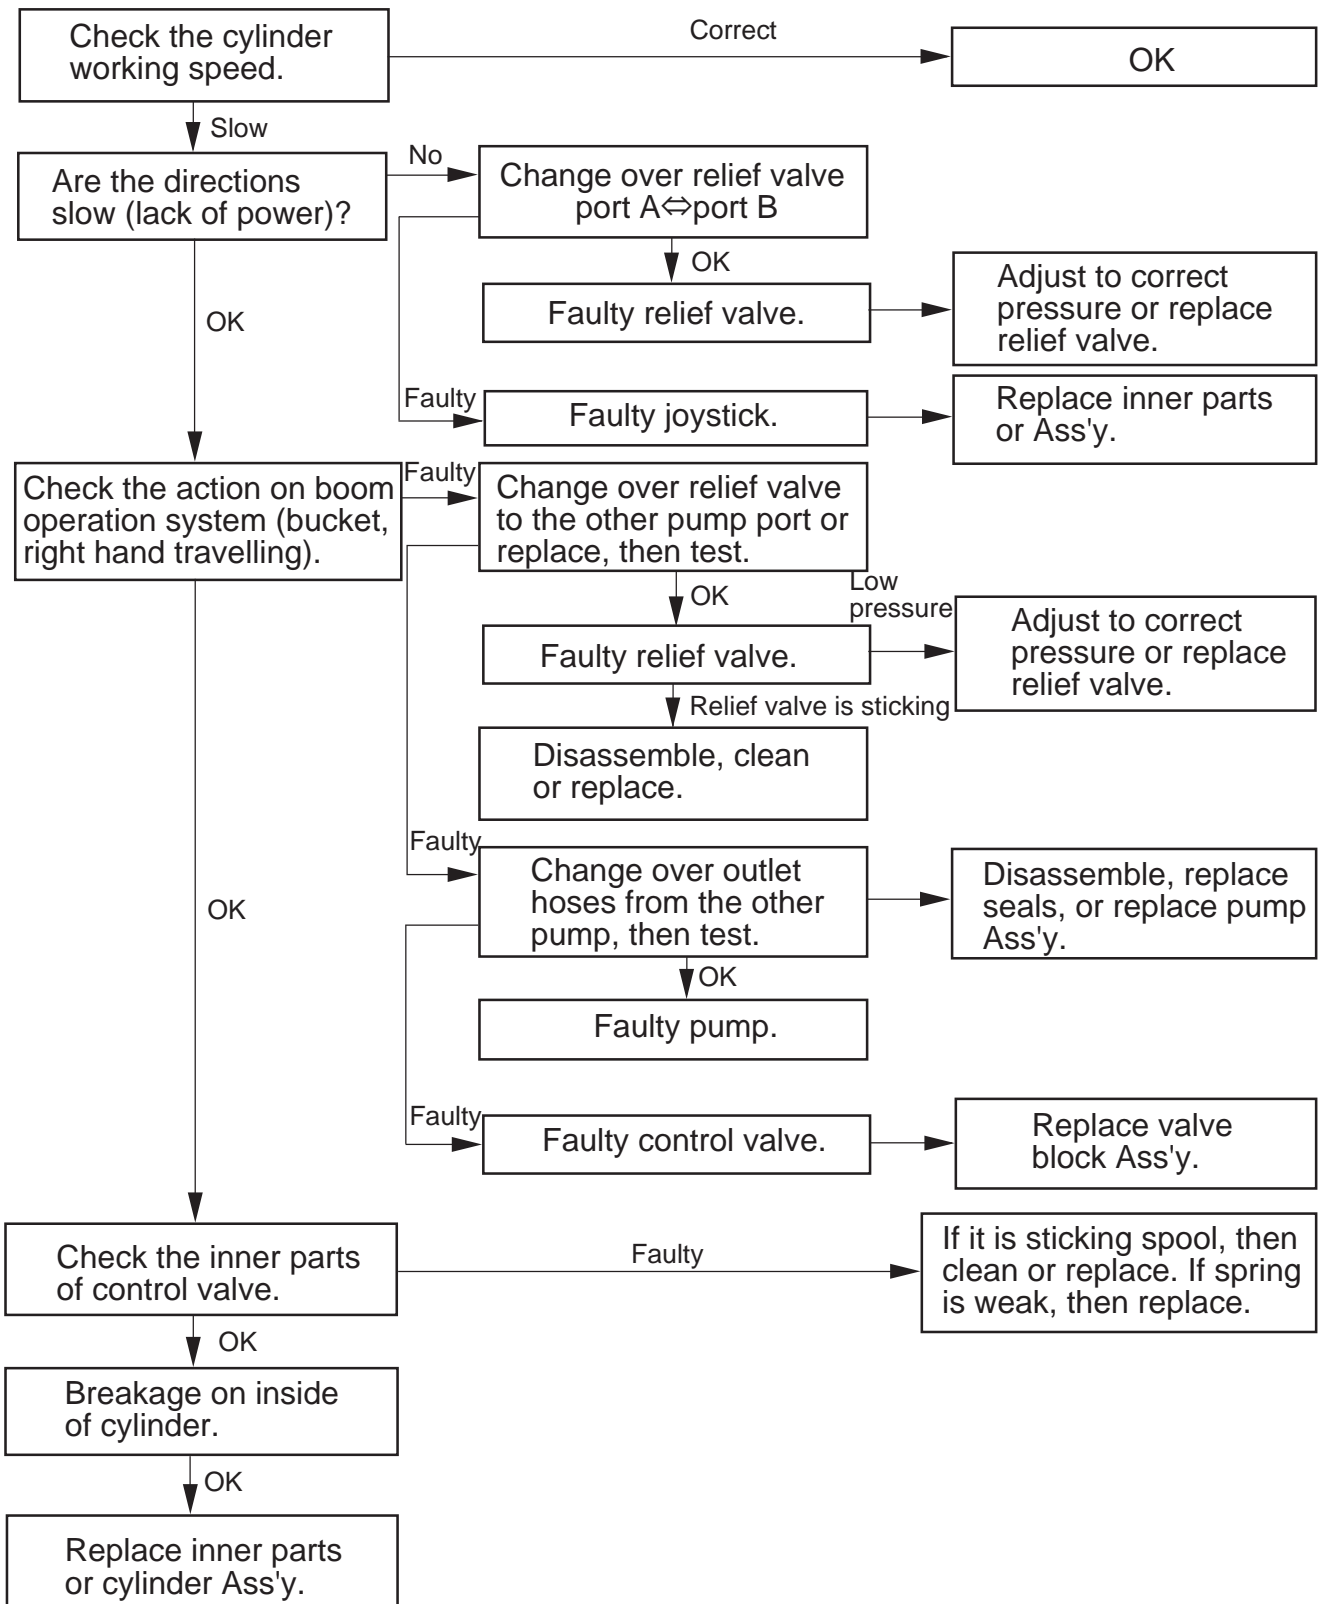 Check the cylinder
working speed.
Correct
OK
Slow
Are the directions
slow (lack of power)?
No
Change over relief valve
port A⇔port B
OK
Faulty relief valve.
Adjust to correct
pressure or replace
relief valve.
OK
Faulty
Faulty joystick.
Replace inner parts
or Ass'y.
Check the action on boom
operation system (bucket,
right hand travelling).
Faulty
Change over relief valve
to the other pump port or
replace, then test.
OK
Low
pressure
Faulty relief valve.
Adjust to correct
pressure or replace
relief valve.
Relief valve is sticking
Disassemble, clean
or replace.
Faulty
Change over outlet
hoses from the other
pump, then test.
Disassemble, replace
seals, or replace pump
Ass'y.
OK
OK
Faulty pump.
Faulty
Faulty control valve.
Replace valve
block Ass'y.
Check the inner parts
of control valve.
Faulty
If it is sticking spool, then
clean or replace. If spring
is weak, then replace.
OK
Breakage on inside
of cylinder.
OK
Replace inner parts
or cylinder Ass'y.